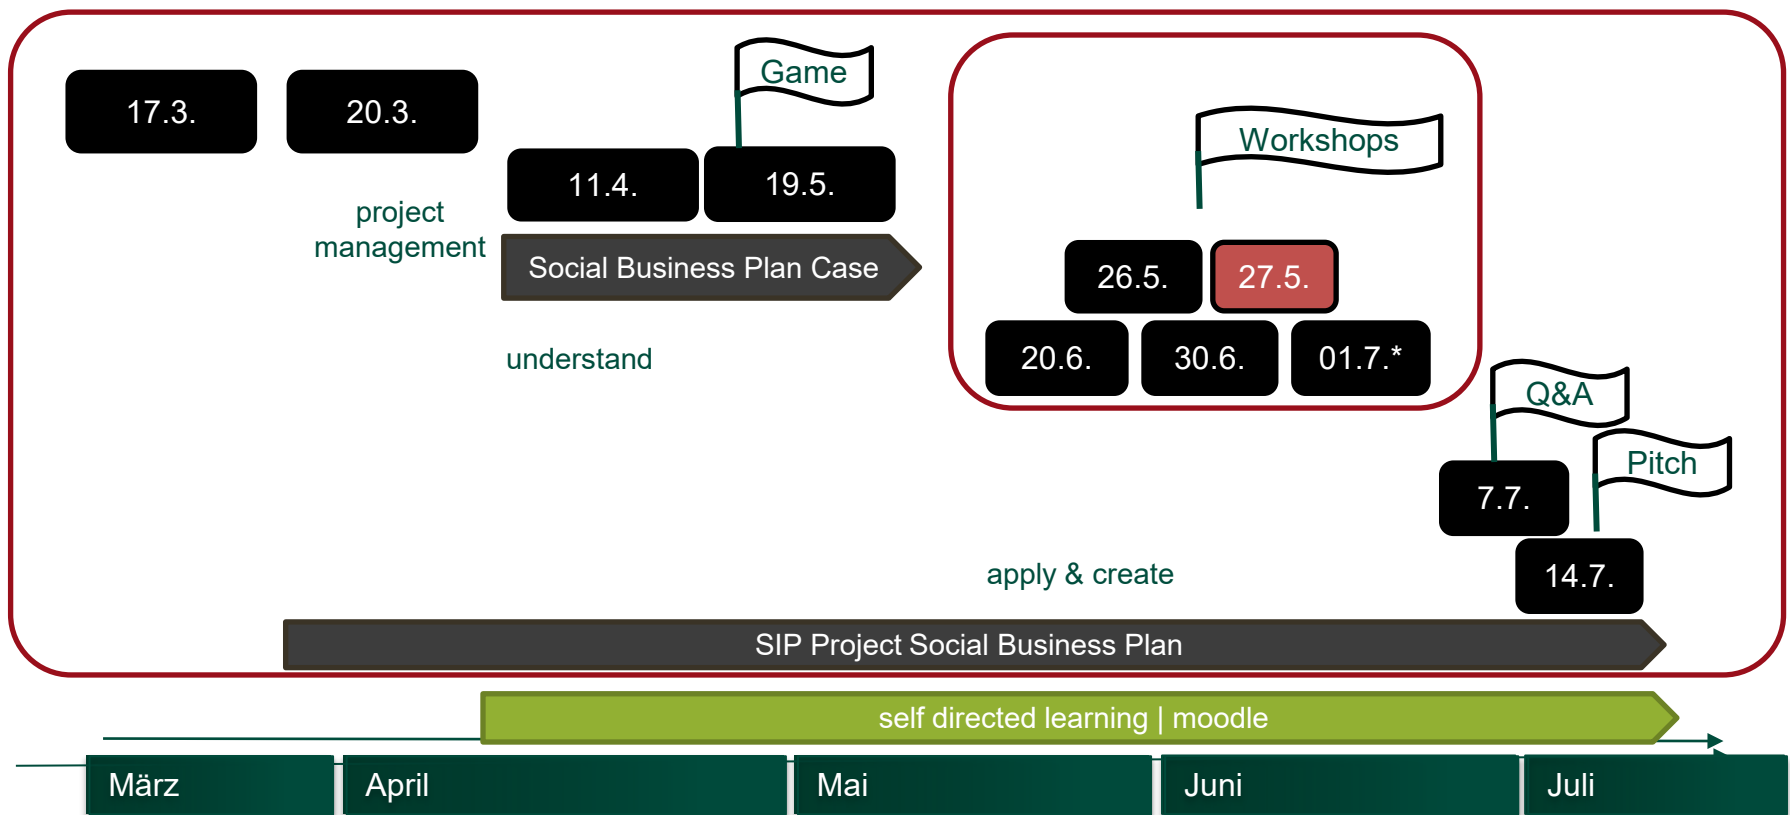 Game
17.3.
20.3.
Workshops
11.4.
19.5.
project
management
Social Business Plan Case
26.5.
27.5.
understand
20.6.
30.6.
01.7.*
Q&A
Pitch
7.7.
apply & create
14.7.
SIP Project Social Business Plan
self directed learning | moodle
März
April
Mai
Juni
Juli